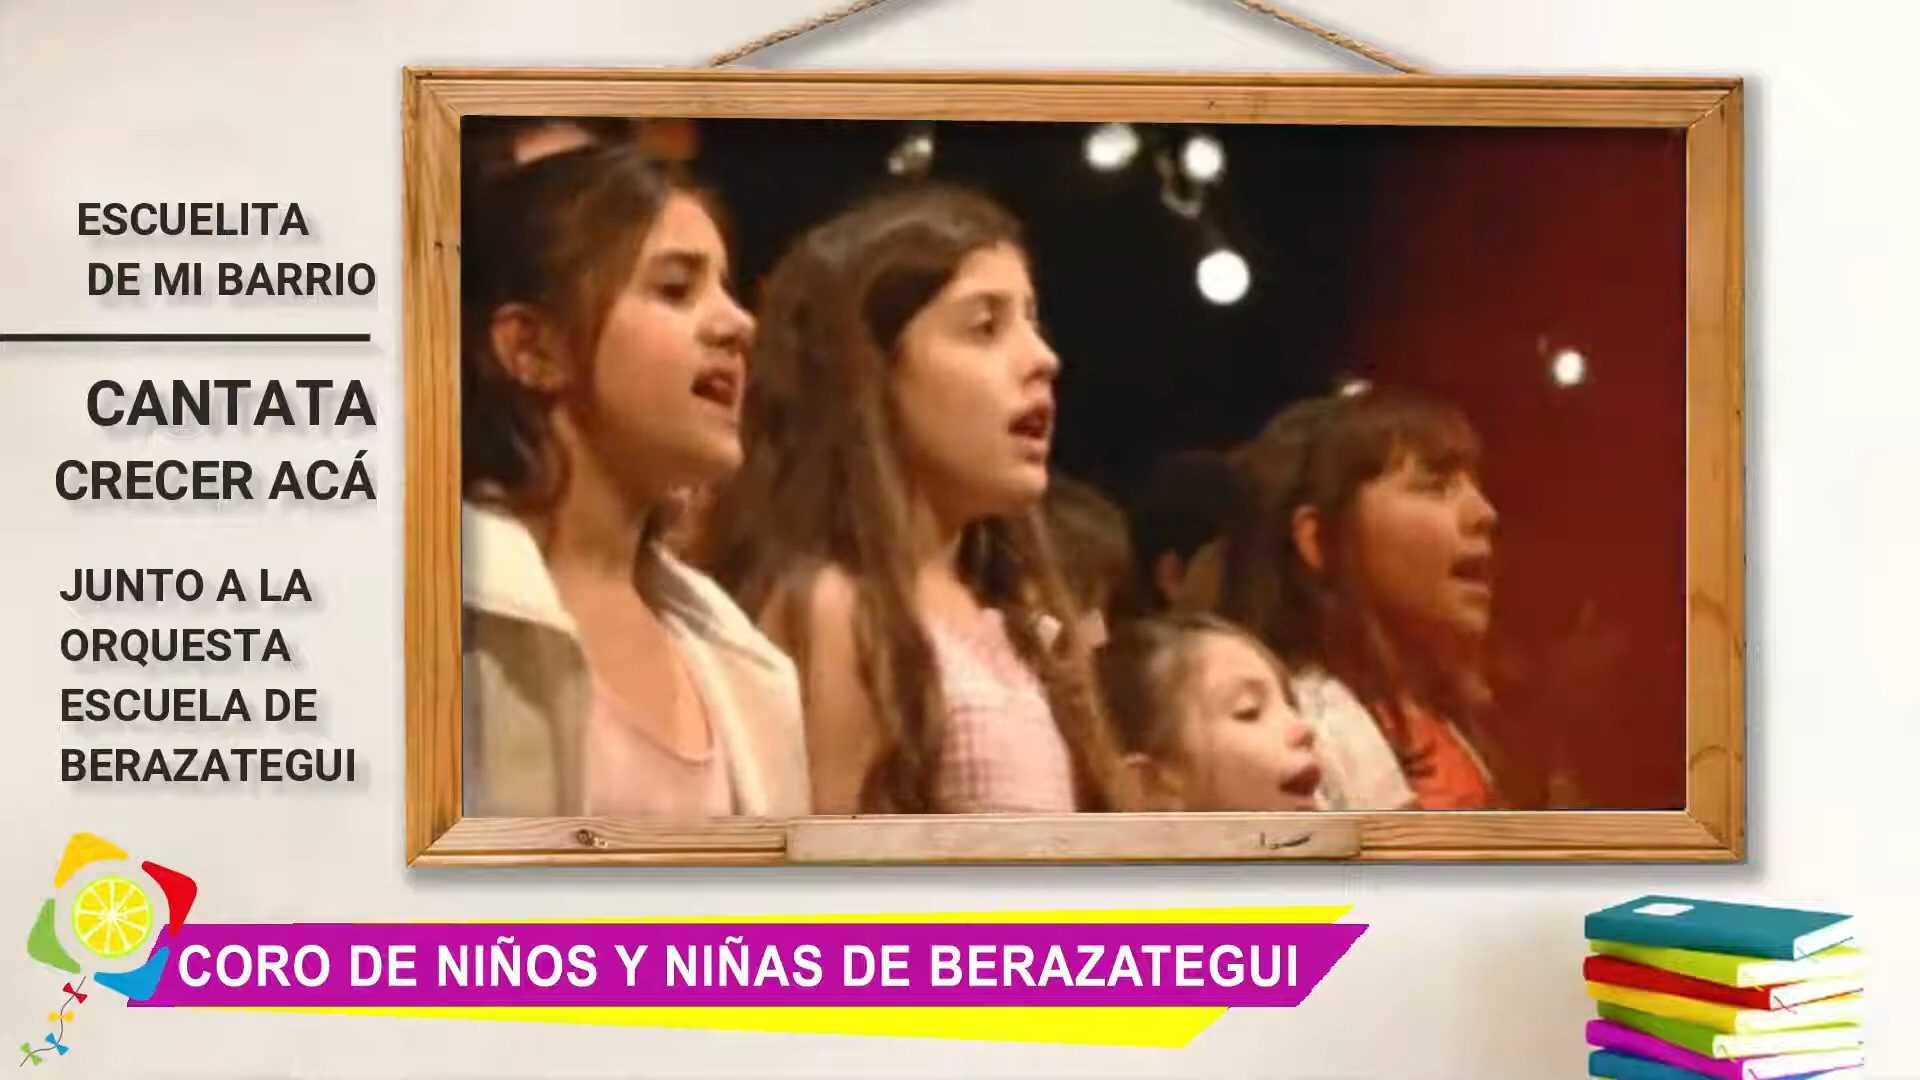 ESCUELITA
DE MI BARRIO
CANTATA
CRECER ACÁ
JUNTO A LA
ORQUESTA
ESCUELA DE
BERAZATEGUI
CORO DE NIÑOS Y NIÑAS DE BERAZATEGUI